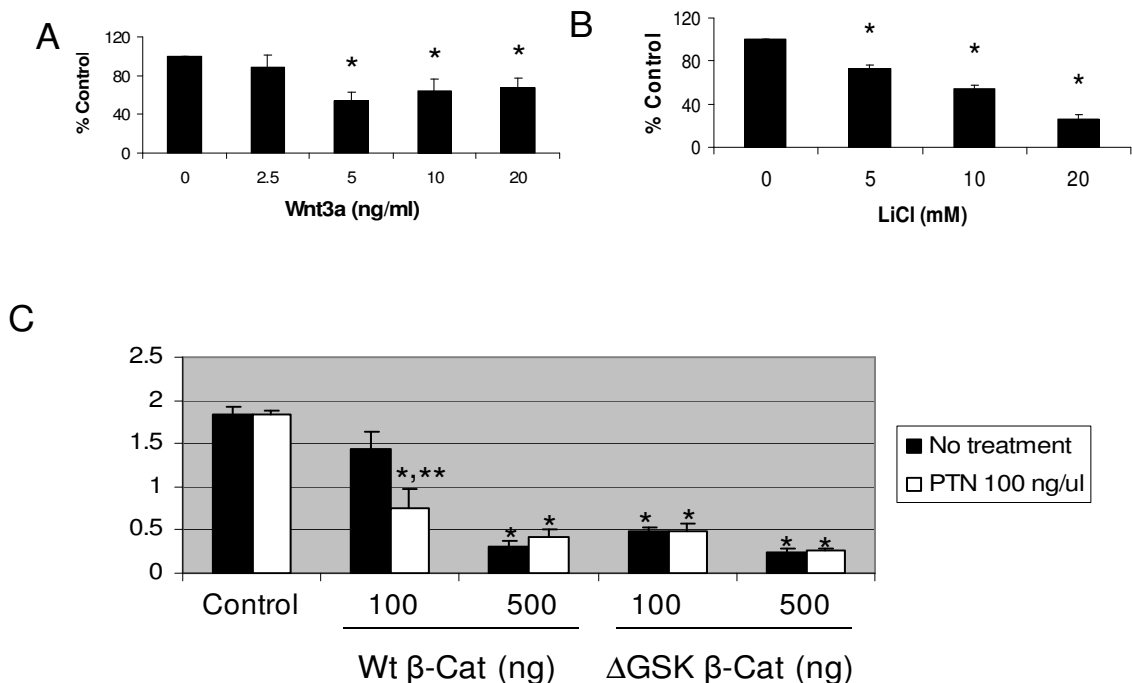 A
120
80
40
0
% Control
* * *
0 2.5 5 10 20
Wnt3a (ng/ml)
B
120
80
40
0
% Control
* * *
0 5 10 20
LiCl (mM)
C
2.5
2
1.5
1
0.5
0
*,**
* *
* *
* *
Control 100 500 100 500
Wt β-Cat (ng) ΔGSK β-Cat (ng)
No treatment
PTN 100 ng/ul